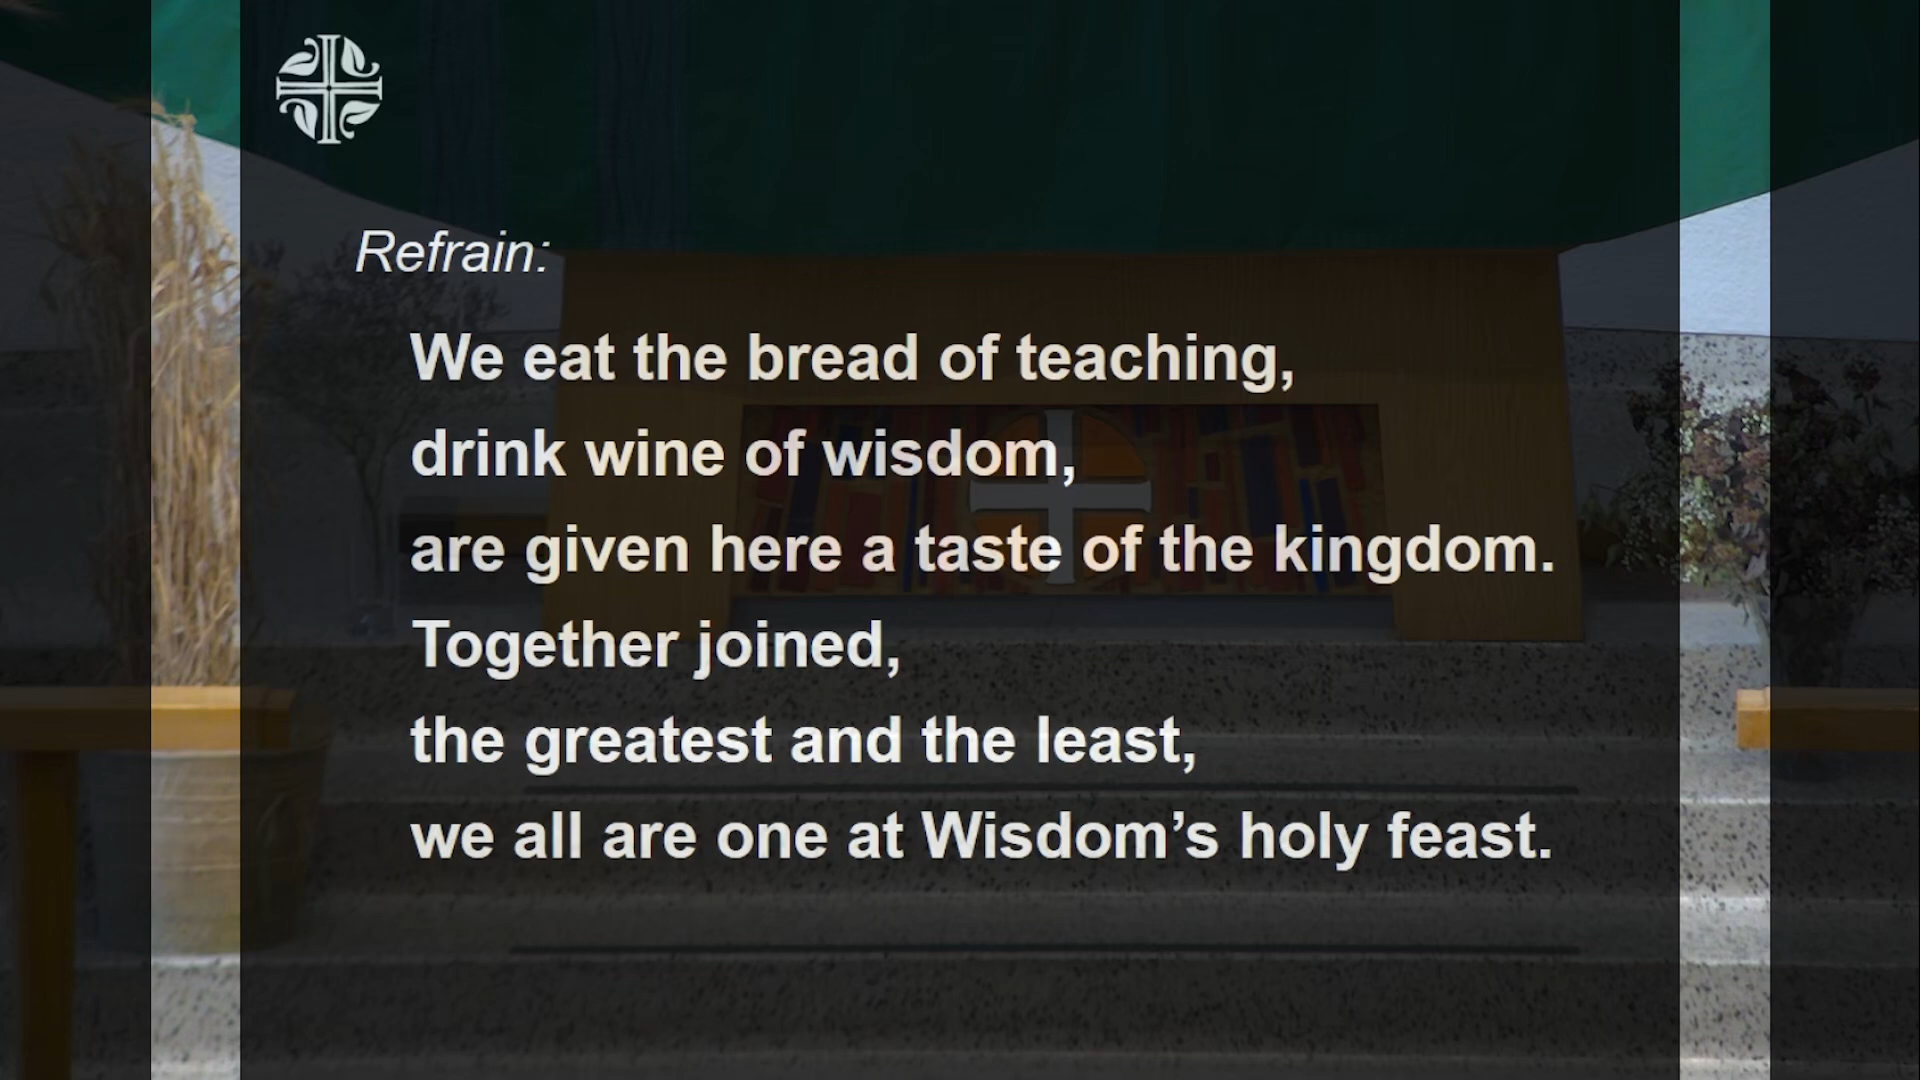 Refrain:
We eat the bread of teaching,
drink wine of wisdom,
are given here a taste of the kingdom.
Together joined,
the greatest and the least,
we all are one at Wisdom’s holy feast.